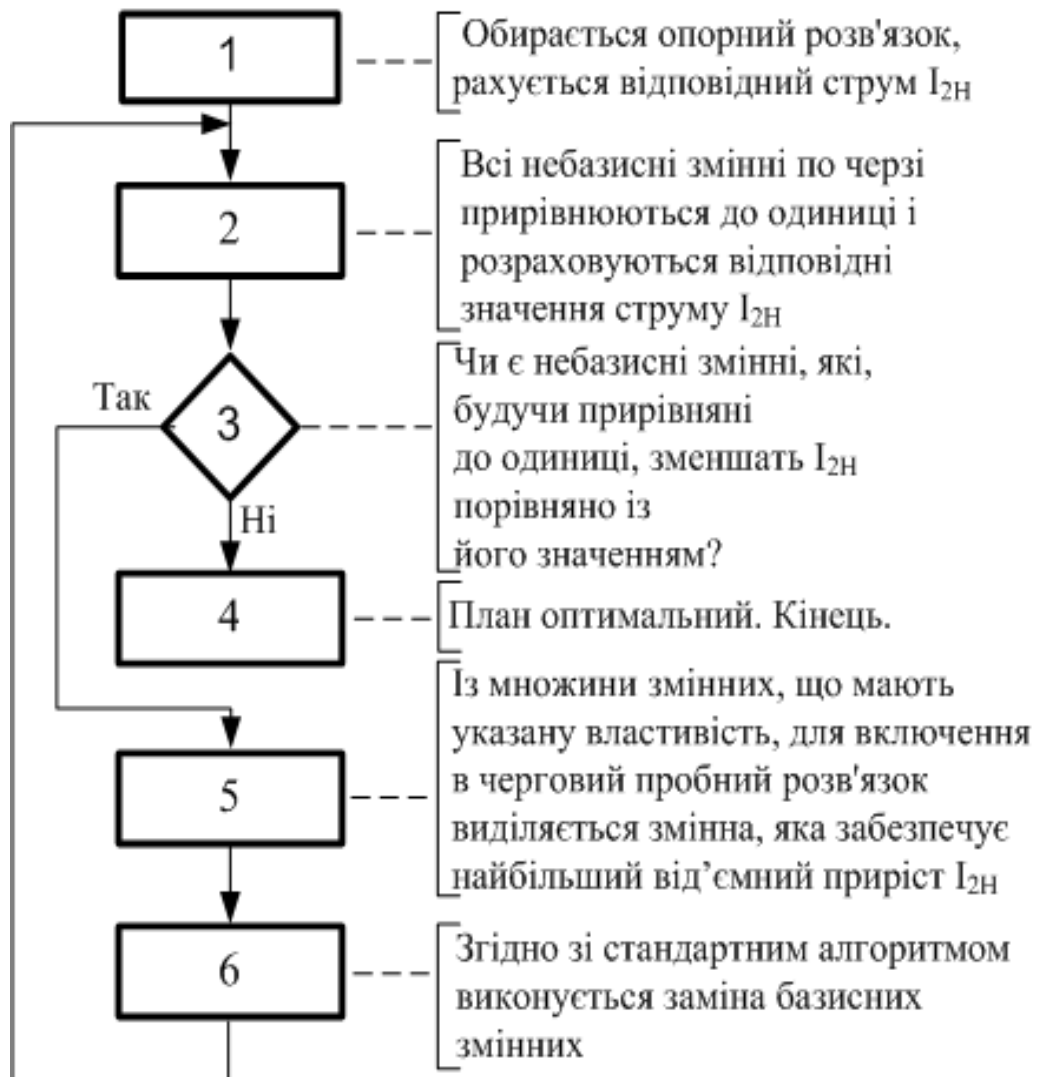 1
Обирається опорний розв'язок,
рахується відповідний струм I2Н
2
Всі небазисні змінні по черзі
прирівнюються до одиниці і
розраховуються відповідні
значення струму I2Н
Так
3
Ні
Чи є небазисні змінні, які,
будучи прирівняні
до одиниці, зменшать I2Н
порівняно із
його значенням?
4
План оптимальний. Кінець.
5
Із множини змінних, що мають
указану властивість, для включення
в черговий пробний розв'язок
виділяється змінна, яка забезпечує
найбільший від’ємний приріст I2Н
6
Згідно зі стандартним алгоритмом
виконується заміна базисних
змінних